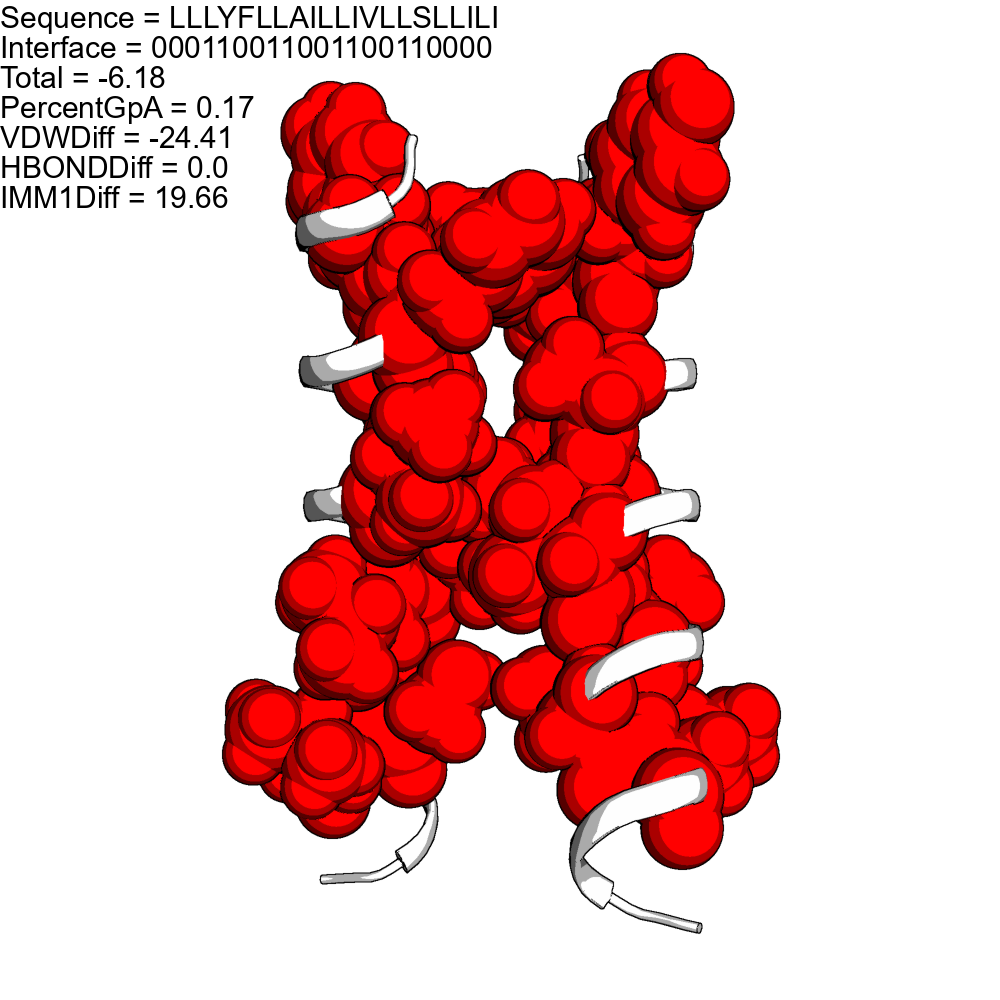 Sequence = LLLYFLLAILLIVLLSLLILI
Interface = 000110011001100110000
Total = -6.18
PercentGpA = 0.17
VDWDiff = -24.41
HBONDDiff = 0.0
IMM1Diff = 19.66